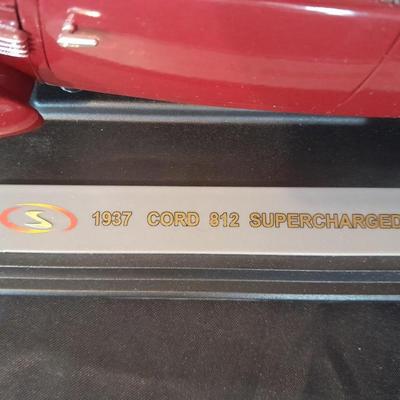 S 1937 CORD 812 SUPERCHARGED